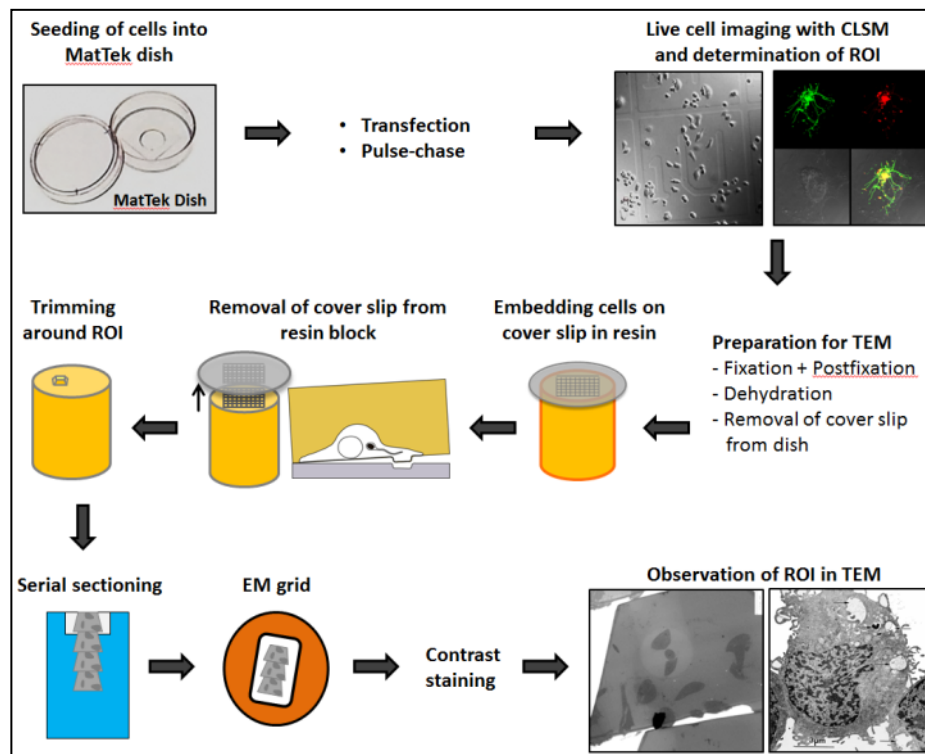 Seeding of cells into
MatTek dish
MatTek Dish
• Transfection
• Pulse-chase
Live cell imaging with CLSM
and determination of ROI
Trimming
around ROI
Removal of cover slip from
resin block
Embedding cells on
cover slip in resin
Preparation for TEM
- Fixation + Postfixation
- Dehydration
- Removal of cover slip
from dish
Serial sectioning
EM grid
Contrast
staining
Observation of ROI in TEM